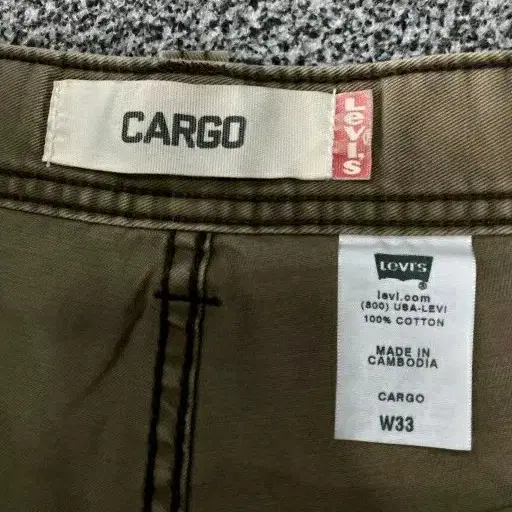 CARGO
Levi's
Levi's
levi.com
(800) USA-LEVI
100% COTTON
MADE IN
CAMBODIA
CARGO
W33